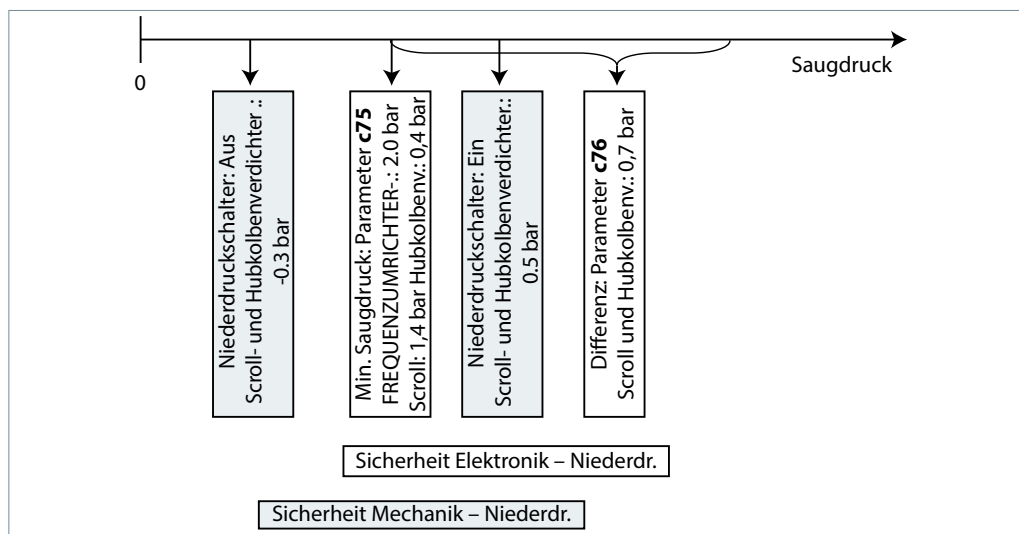 0
Saugdruck
Niederdruckschalter: Aus
Scroll- und Hubkolbenverdichter .:
-0.3 bar
Min. Saugdruck: Parameter c75
FREQUENZUMRICHTER-.: 2.0 bar
Scroll: 1,4 bar Hubkolbenv.: 0,4 bar
Niederdruckschalter: Ein
Scroll- und Hubkolbenverdichter.:
0.5 bar
Differenz: Parameter c76
Scroll und Hubkolbenv.: 0,7 bar
Sicherheit Elektronik – Niederdr.
Sicherheit Mechanik – Niederdr.